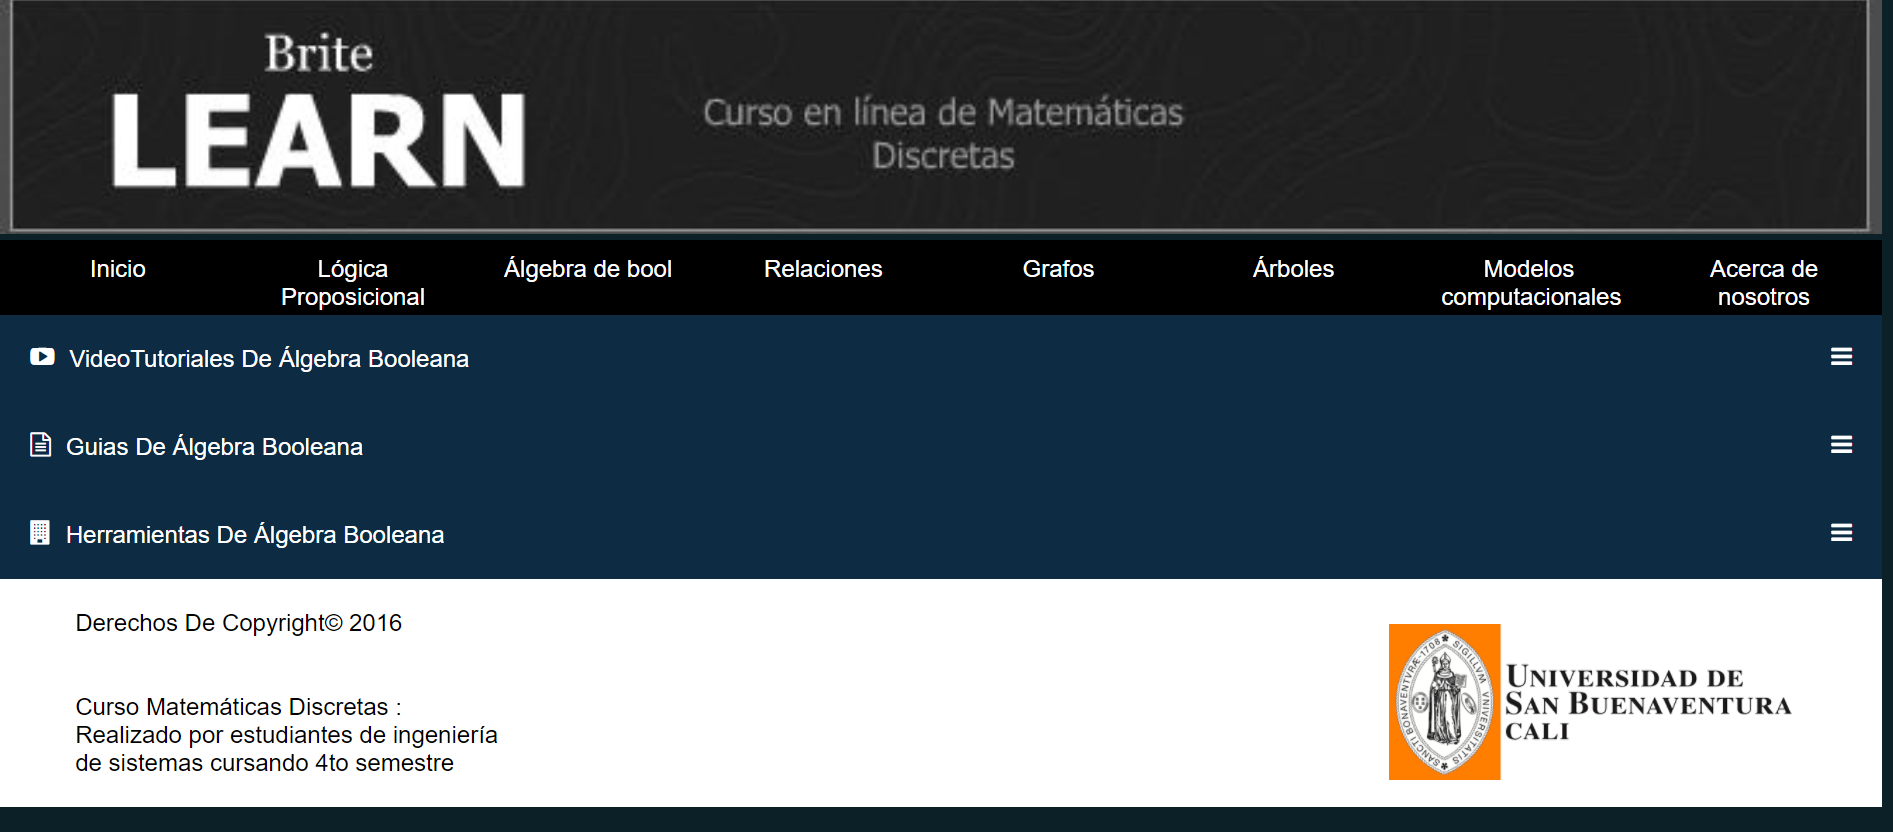 Brite
LEARN
Curso en línea de Matemáticas
Discretas
Inicio
Lógica
Proposicional
Álgebra de bool
Relaciones
Grafos
Árboles
Modelos
computacionales
Acerca de
nosotros
VideoTutoriales De Álgebra Booleana
Guias De Álgebra Booleana
Herramientas De Álgebra Booleana
Derechos De Copyright© 2016
Curso Matemáticas Discretas :
Realizado por estudiantes de ingeniería
de sistemas cursando 4to semestre
SIGILLVM VNIVERSITATIS SANCTI BONAVENTVRÆ-1708
UNIVERSIDAD DE
SAN BUENAVENTURA
CALI